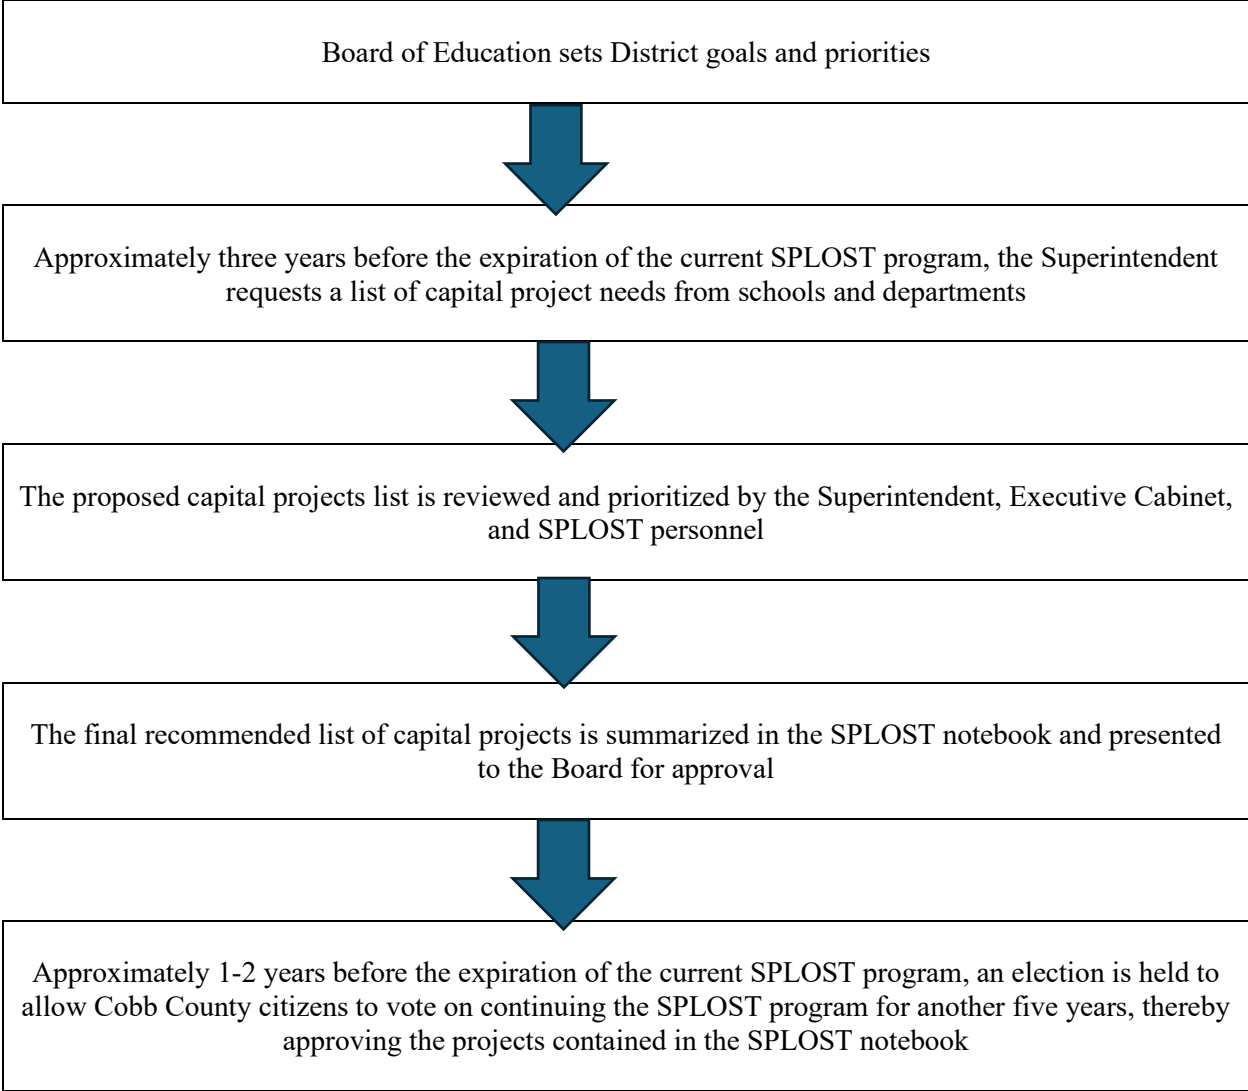 Board of Education sets District goals and priorities
Approximately three years before the expiration of the current SPLOST program, the Superintendent
requests a list of capital project needs from schools and departments
The proposed capital projects list is reviewed and prioritized by the Superintendent, Executive Cabinet,
and SPLOST personnel
The final recommended list of capital projects is summarized in the SPLOST notebook and presented
to the Board for approval
Approximately 1-2 years before the expiration of the current SPLOST program, an election is held to
allow Cobb County citizens to vote on continuing the SPLOST program for another five years, thereby
approving the projects contained in the SPLOST notebook